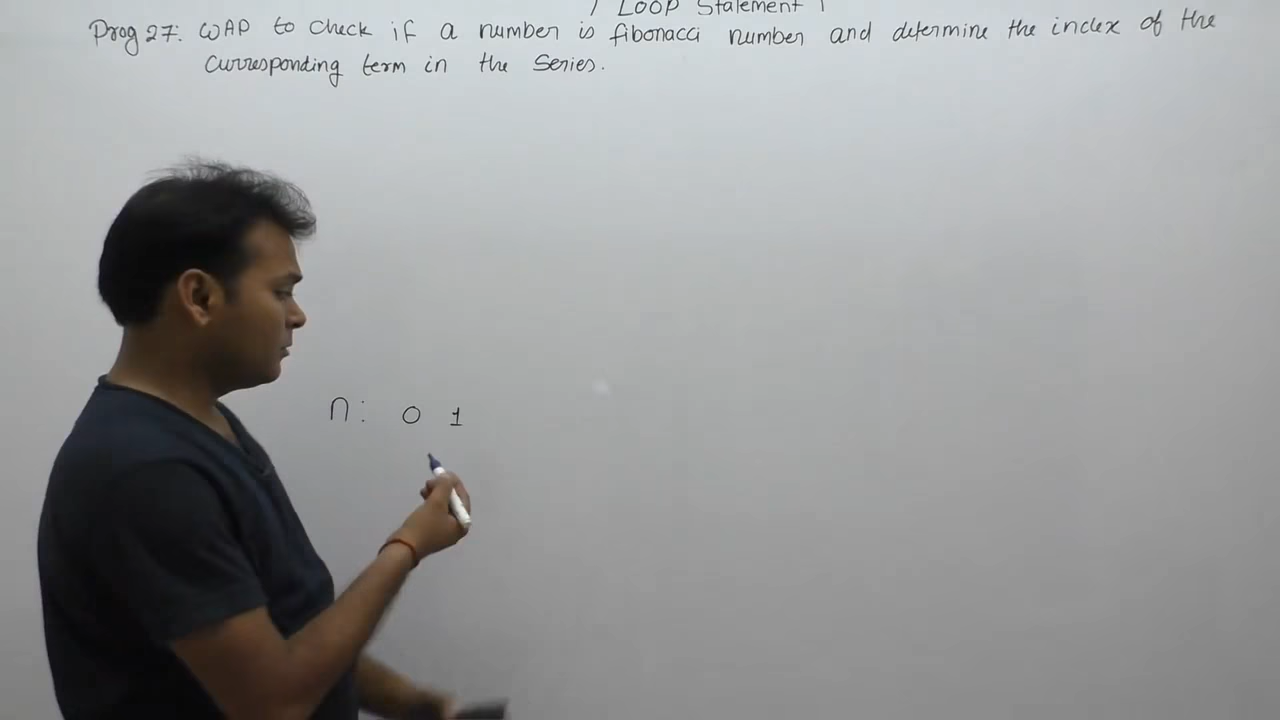 LOOP Statement
Prog 27: WAP to Check if a number is fibonacci number and determine the index of the
Curresponding term in the Series.
n: 0 1